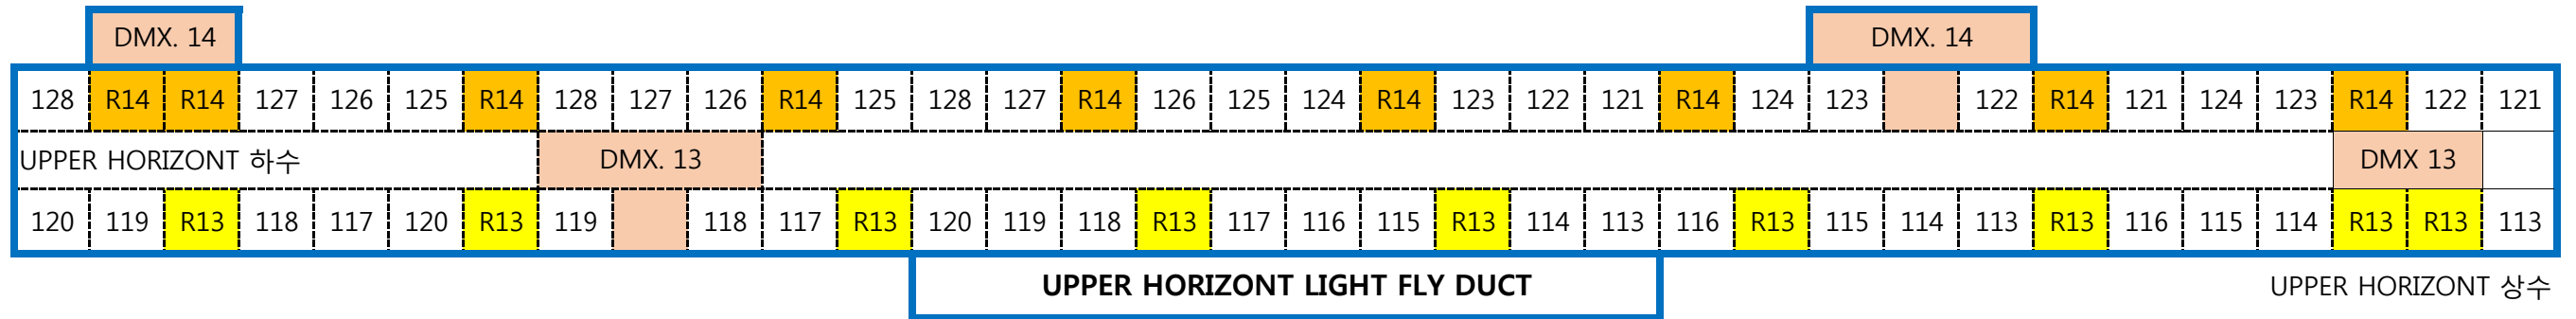 DMX. 14 DMX. 14
128 R14 R14 127 126 125 R14 128 127 126 R14 125 128 127 R14 126 125 124 R14 123 122 121 R14 124 123 122 R14 121 124 123 R14 122 121
UPPER HORIZONT 하수 DMX. 13 DMX 13
120 119 R13 118 117 120 R13 119 118 117 R13 120 119 118 R13 117 116 115 R13 114 113 116 R13 115 114 113 R13 116 115 114 R13 R13 113
UPPER HORIZONT LIGHT FLY DUCT UPPER HORIZONT 상수